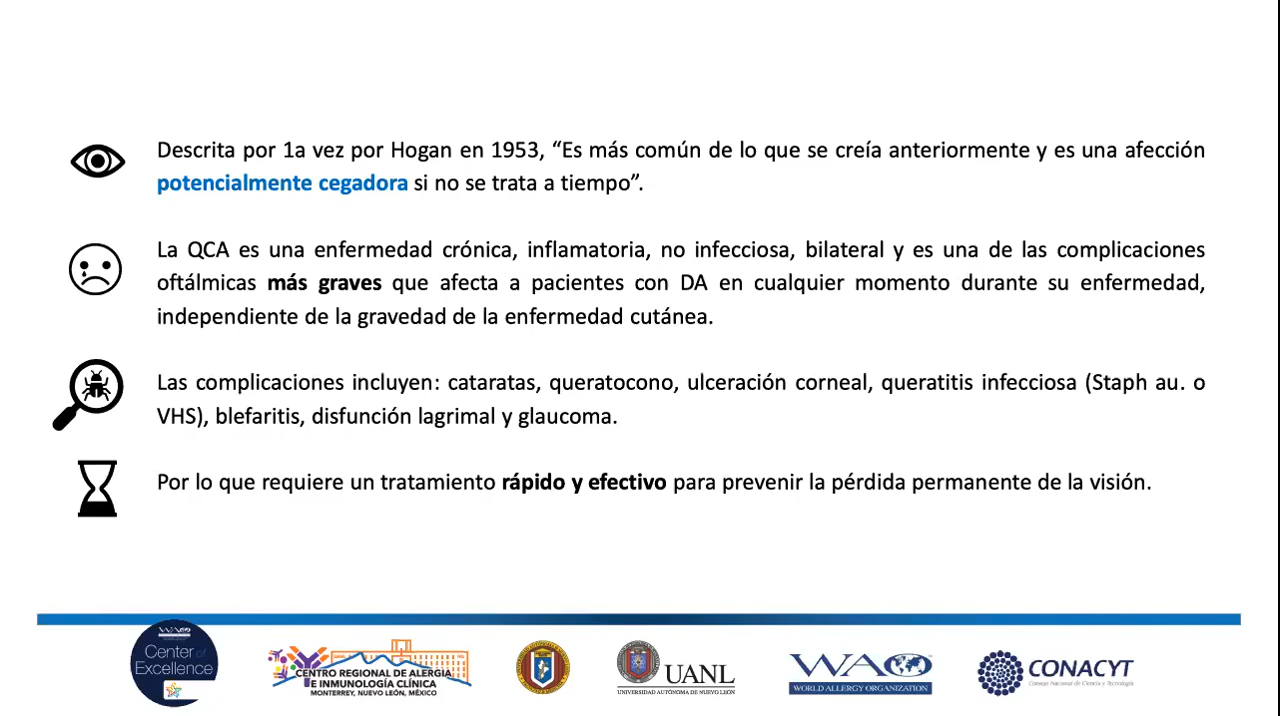 Descrita por 1a vez por Hogan en 1953, “Es más común de lo que se creía anteriormente y es una afección
potencialmente cegadora si no se trata a tiempo”.
La QCA es una enfermedad crónica, inflamatoria, no infecciosa, bilateral y es una de las complicaciones
oftálmicas más graves que afecta a pacientes con DA en cualquier momento durante su enfermedad,
independiente de la gravedad de la enfermedad cutánea.
Las complicaciones incluyen: cataratas, queratocono, ulceración corneal, queratitis infecciosa (Staph au. o
VHS), blefaritis, disfunción lagrimal y glaucoma.
Por lo que requiere un tratamiento rápido y efectivo para prevenir la pérdida permanente de la visión.
WAO
Center of
Excellence
CENTRO REGIONAL DE ALERGIA
E INMUNOLOGÍA CLÍNICA
MONTERREY, NUEVO LEÓN, MÉXICO
UANL
UNIVERSIDAD AUTÓNOMA DE NUEVO LEÓN
WAO
WORLD ALLERGY ORGANIZATION
CONACYT
Consejo Nacional de Ciencia y Tecnología